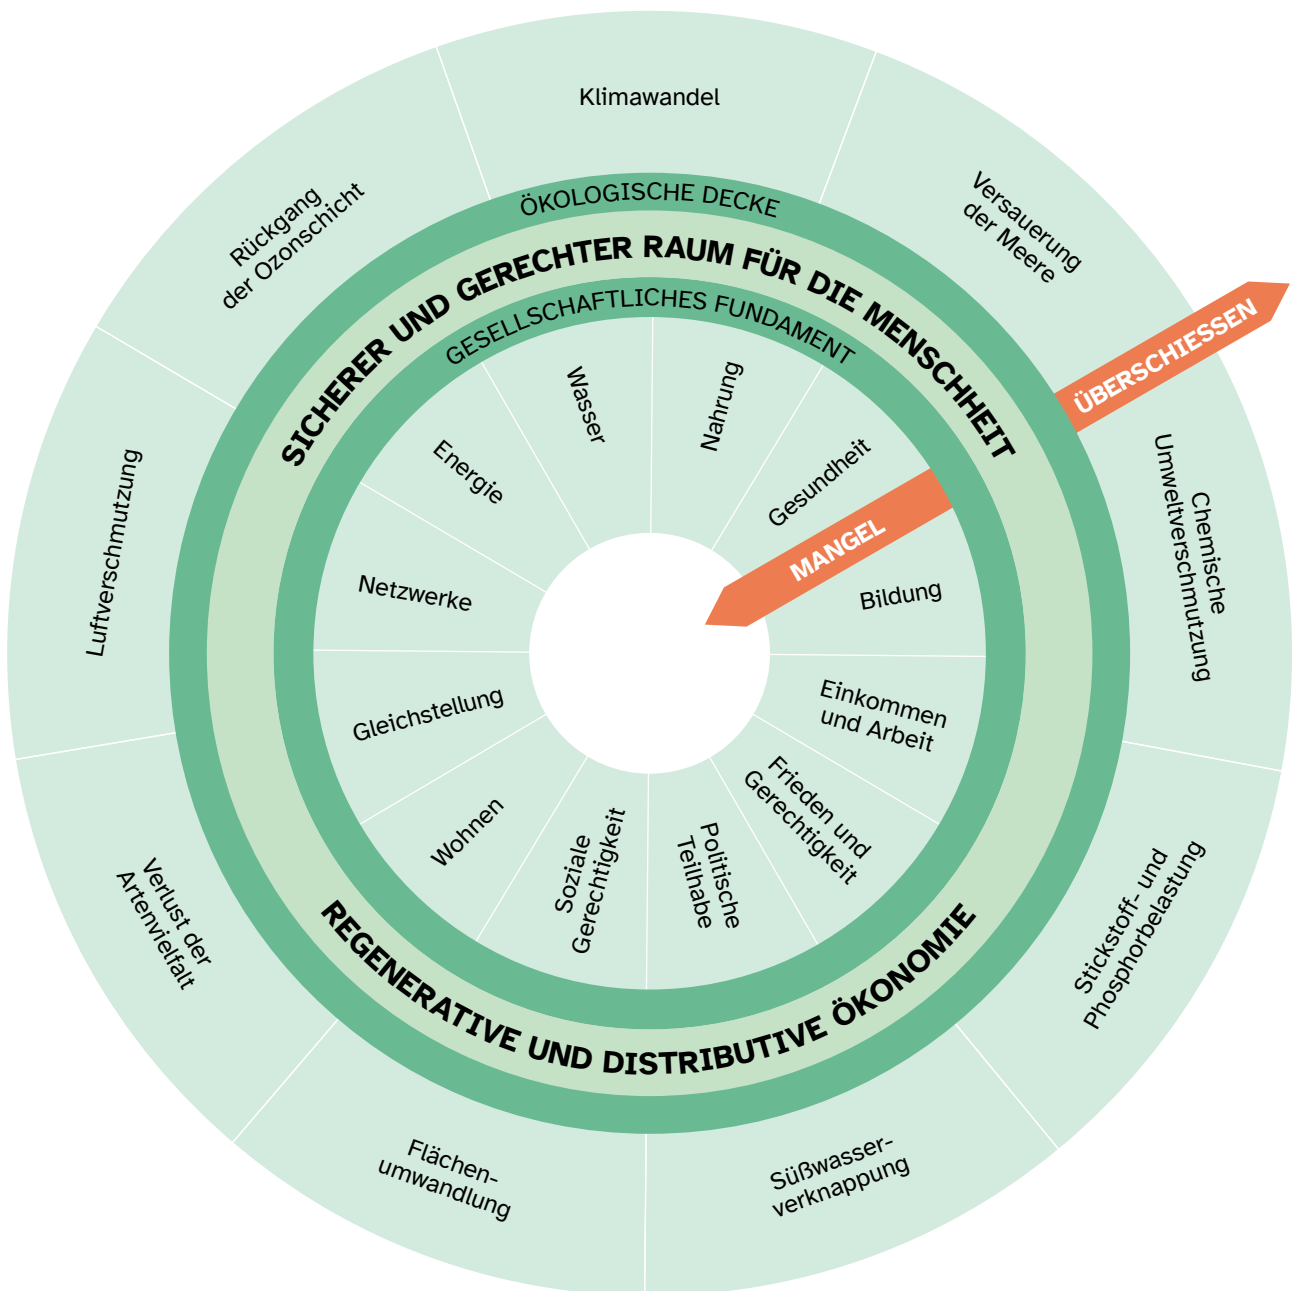 Klimawandel
Versauerung
der Meere
ÜBERSCHIESSEN
Chemische
Umweltverschmutzung
Stickstoff- und
Phosphorbelastung
Süßwasser-
verknappung
Flächen-
umwandlung
Verlust der
Artenvielfalt
Luftverschmutzung
Rückgang
der Ozonschicht
ÖKOLOGISCHE DECKE
SICHERER UND GERECHTER RAUM FÜR DIE MENSCHHEIT
GESELLSCHAFTLICHES FUNDAMENT
Wasser
Nahrung
Gesundheit
MANGEL
Bildung
Einkommen
und Arbeit
Frieden und
Gerechtigkeit
Politische
Teilhabe
Soziale
Gerechtigkeit
Wohnen
Gleichstellung
Netzwerke
Energie
REGENERATIVE UND DISTRIBUTIVE ÖKONOMIE